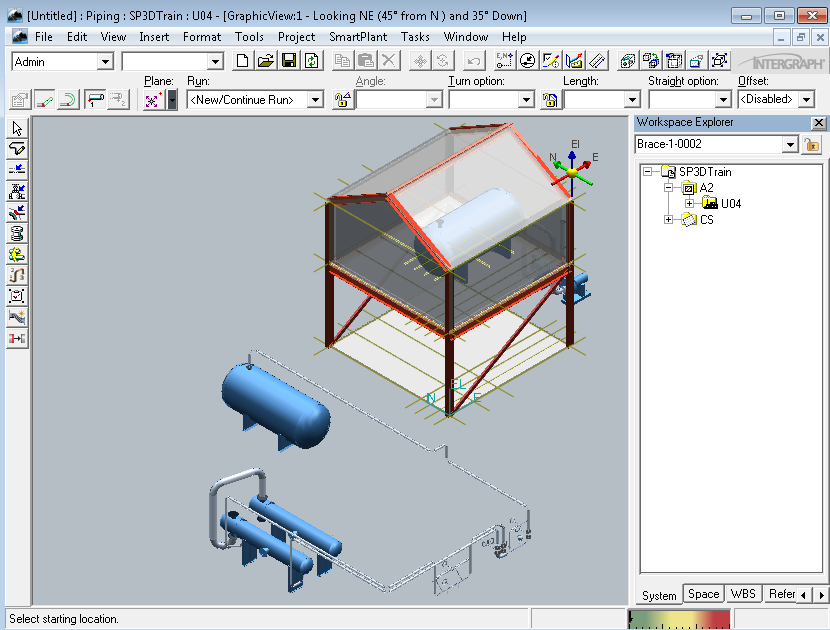 [Untitled] : Piping : SP3DTrain : U04 - [GraphicView:1 - Looking NE (45° from N ) and 35° Down]
File Edit View Insert Format Tools Project SmartPlant Tasks Window Help
Admin
INTERGRAPH
Plane: Run: Angle: Turn option: Length: Straight option: Offset:
<New/Continue Run> <Disabled>
Workspace Explorer
Brace-1-0002
SP3DTrain
A2
U04
CS
El
N E
EL
N E
System Space WBS Refer
Select starting location.